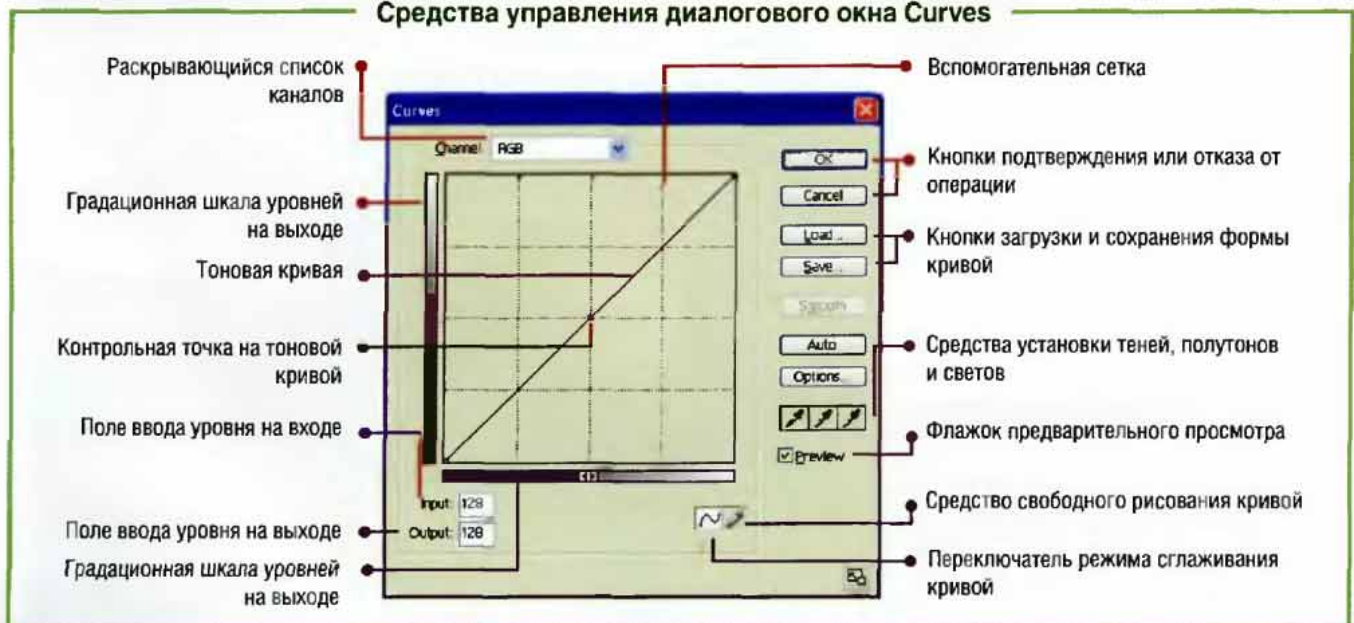 Средства управления диалогового окна Curves
Раскрывающийся список
каналов
Градационная шкала уровней
на выходе
Тоновая кривая
Контрольная точка на тоновой
кривой
Поле ввода уровня на входе
Поле ввода уровня на выходе
Градационная шкала уровней
на выходе
Curves
Channel: RGB
OK
Cancel
Load...
Save...
Smooth
Auto
Options...
Preview
Input: 128
Output: 128
Вспомогательная сетка
Кнопки подтверждения или отказа от
операции
Кнопки загрузки и сохранения формы
кривой
Средства установки теней, полутонов
и светов
Флажок предварительного просмотра
Средство свободного рисования кривой
Переключатель режима сглаживания
кривой